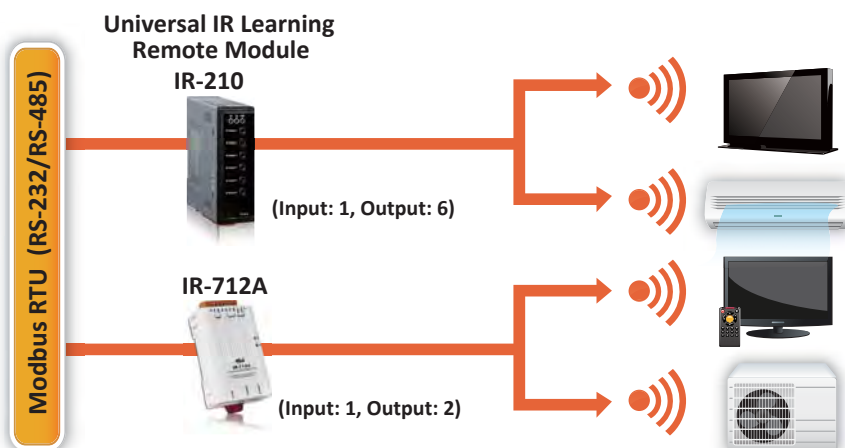 Universal IR Learning
Remote Module
IR-210
(Input: 1, Output: 6)
IR-712A
(Input: 1, Output: 2)
Modbus RTU (RS-232/RS-485)